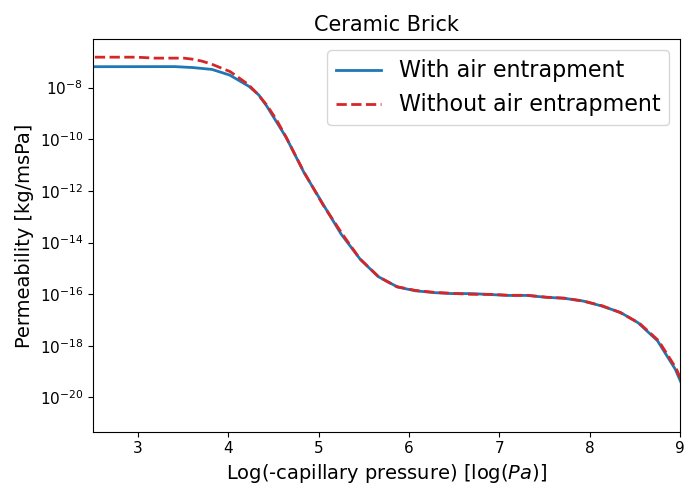 Ceramic Brick
With air entrapment
Without air entrapment
Permeability [kg/msPa]
10⁻⁸
10⁻¹⁰
10⁻¹²
10⁻¹⁴
10⁻¹⁶
10⁻¹⁸
10⁻²⁰
3 4 5 6 7 8 9
Log(-capillary pressure) [log(Pa)]